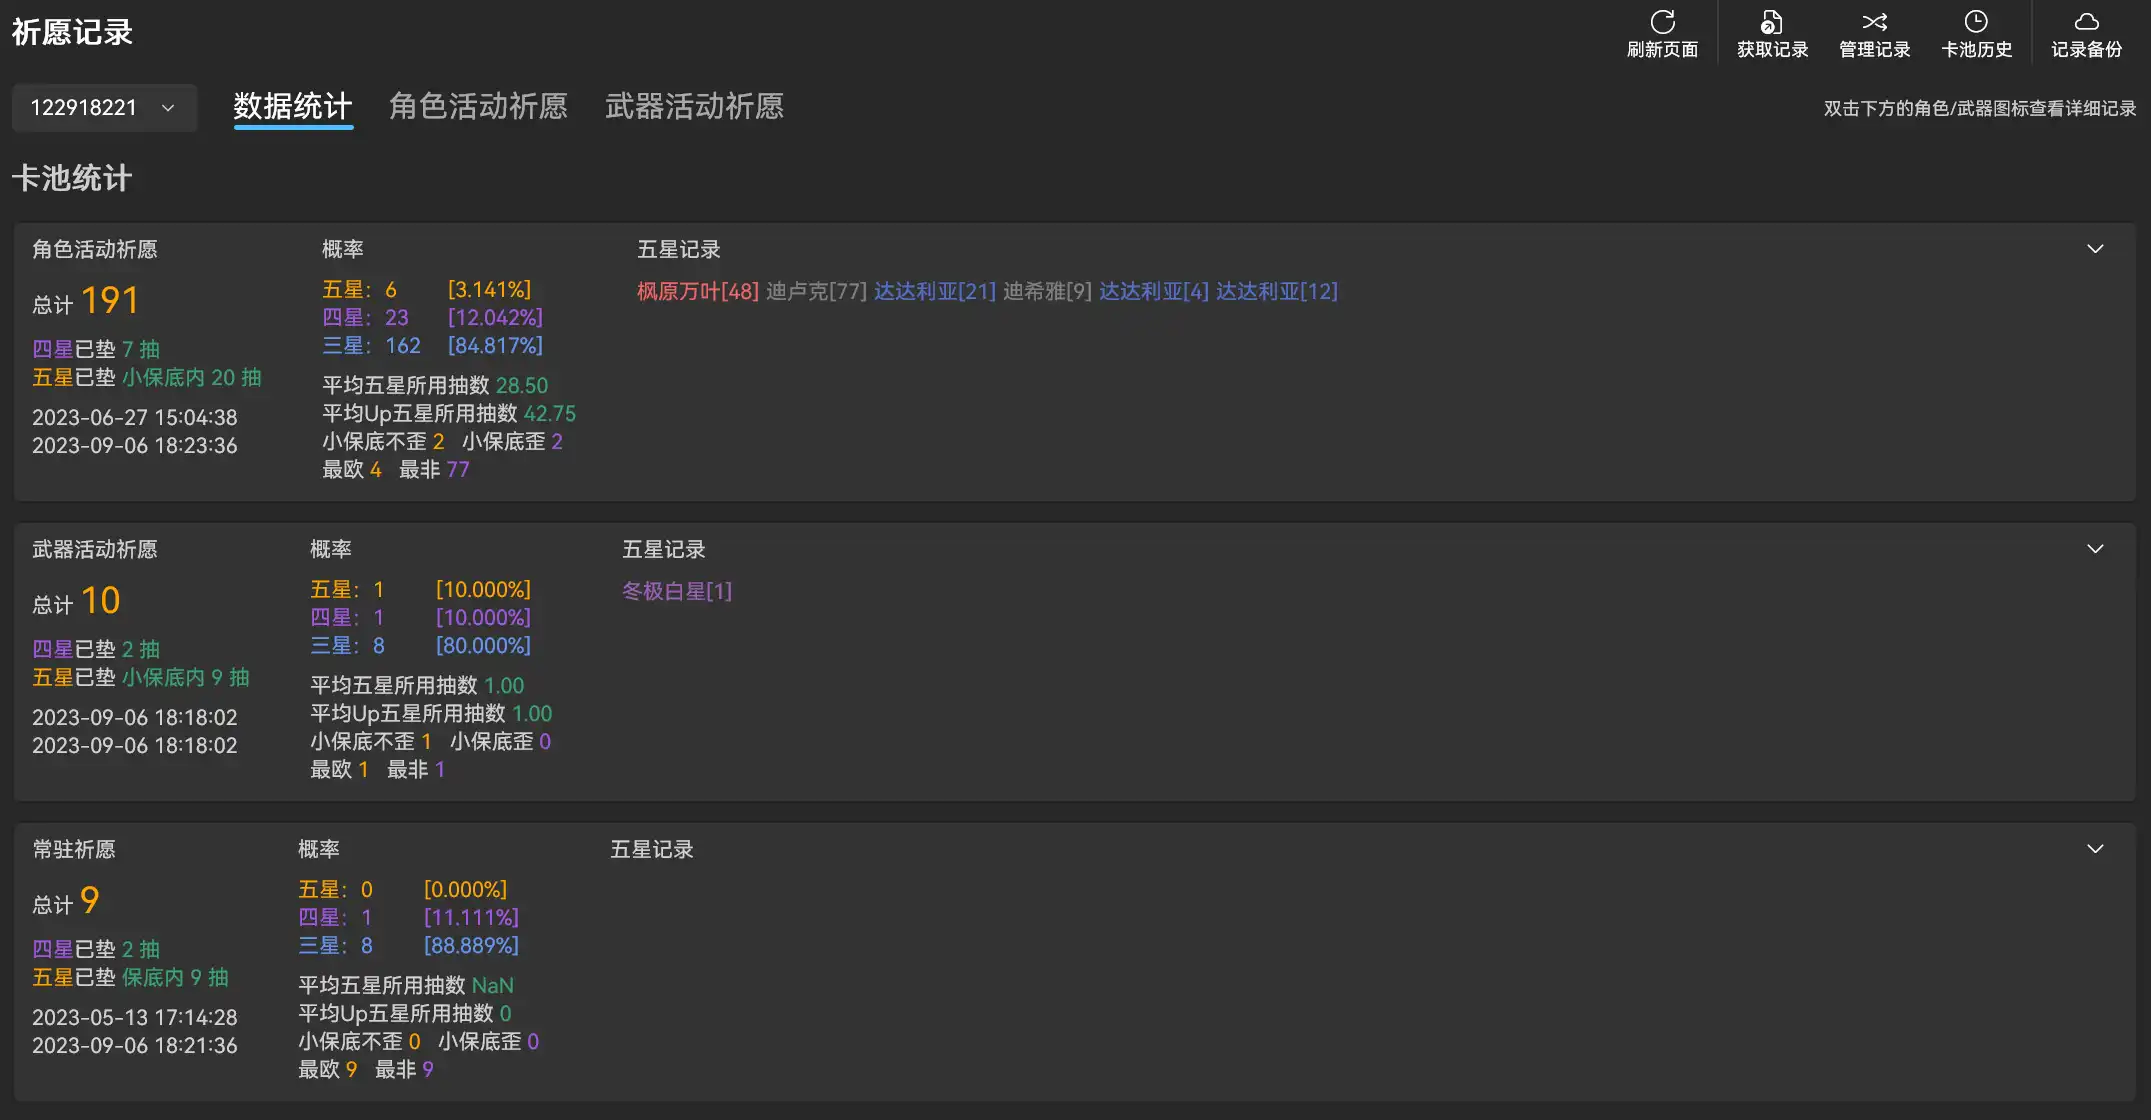 祈愿记录
刷新页面 获取记录 管理记录 卡池历史 记录备份
122918221 数据统计 角色活动祈愿 武器活动祈愿 双击下方的角色/武器图标查看详细记录
卡池统计
角色活动祈愿
总计 191
四星已垫 7 抽
五星已垫 小保底内 20 抽
2023-06-27 15:04:38
2023-09-06 18:23:36
概率
五星: 6 [3.141%]
四星: 23 [12.042%]
三星: 162 [84.817%]
平均五星所用抽数 28.50
平均Up五星所用抽数 42.75
小保底不歪 2 小保底歪 2
最欧 4 最非 77
五星记录
枫原万叶[48] 迪卢克[77] 达达利亚[21] 迪希雅[9] 达达利亚[4] 达达利亚[12]
武器活动祈愿
总计 10
四星已垫 2 抽
五星已垫 小保底内 9 抽
2023-09-06 18:18:02
2023-09-06 18:18:02
概率
五星: 1 [10.000%]
四星: 1 [10.000%]
三星: 8 [80.000%]
平均五星所用抽数 1.00
平均Up五星所用抽数 1.00
小保底不歪 1 小保底歪 0
最欧 1 最非 1
五星记录
冬极白星[1]
常驻祈愿
总计 9
四星已垫 2 抽
五星已垫 保底内 9 抽
2023-05-13 17:14:28
2023-09-06 18:21:36
概率
五星: 0 [0.000%]
四星: 1 [11.111%]
三星: 8 [88.889%]
平均五星所用抽数 NaN
平均Up五星所用抽数 0
小保底不歪 0 小保底歪 0
最欧 9 最非 9
五星记录